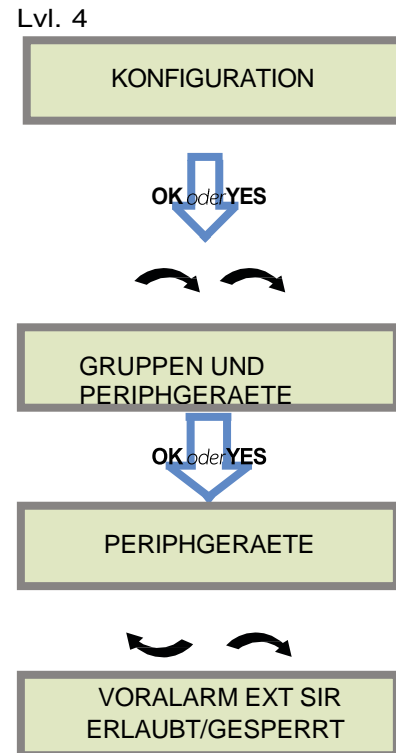 Lvl. 4
KONFIGURATION
OK oder YES
GRUPPEN UND
PERIPHGERAETE
OK oder YES
PERIPHGERAETE
VORALARM EXT SIR
ERLAUBT/GESPERRT